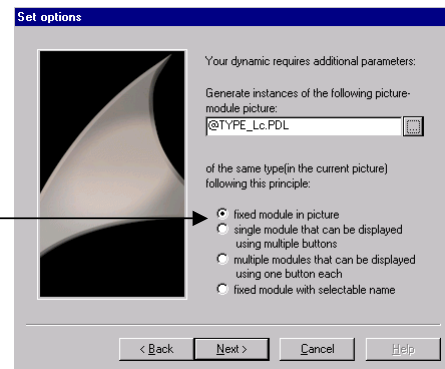 Set options
Your dynamic requires additional parameters:
Generate instances of the following picture-
module picture:
@TYPE_Lc.PDL
...
of the same type(in the current picture)
following this principle:
fixed module in picture
single module that can be displayed
using multiple buttons
multiple modules that can be displayed
using one button each
fixed module with selectable name
< Back
Next >
Cancel
Help